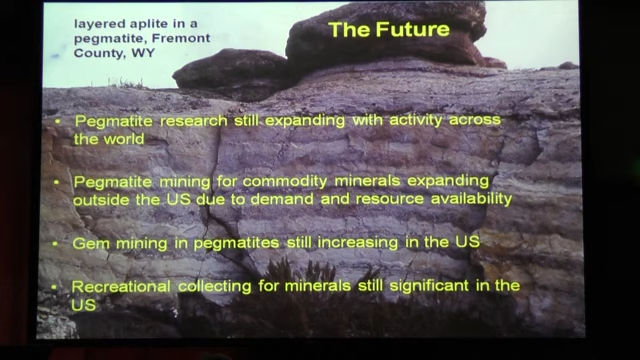 layered aplite in a
pegmatite, Fremont
County, WY
The Future
• Pegmatite research still expanding with activity across
the world
• Pegmatite mining for commodity minerals expanding
outside the US due to demand and resource availability
• Gem mining in pegmatites still increasing in the US
• Recreational collecting for minerals still significant in the
US